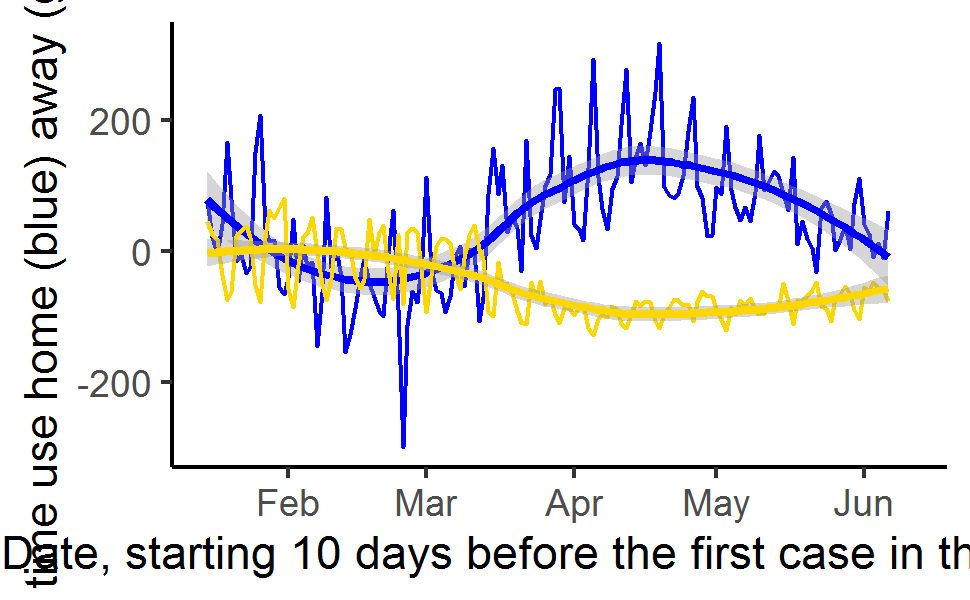 time use home (blue) away (
200
0
-200
Feb Mar Apr May Jun
Date, starting 10 days before the first case in th